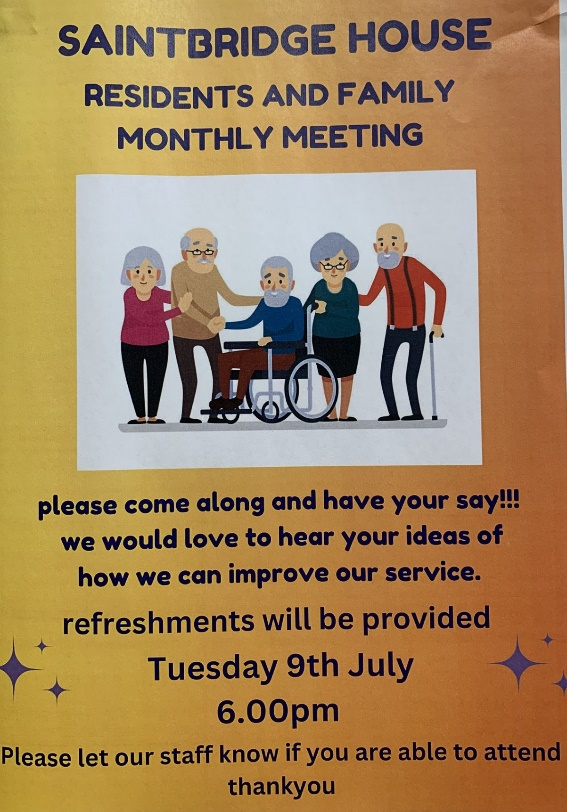 SAINTBRIDGE HOUSE
RESIDENTS AND FAMILY
MONTHLY MEETING
please come along and have your say!!!
we would love to hear your ideas of
how we can improve our service.
refreshments will be provided
Tuesday 9th July
6.00pm
Please let our staff know if you are able to attend
thankyou